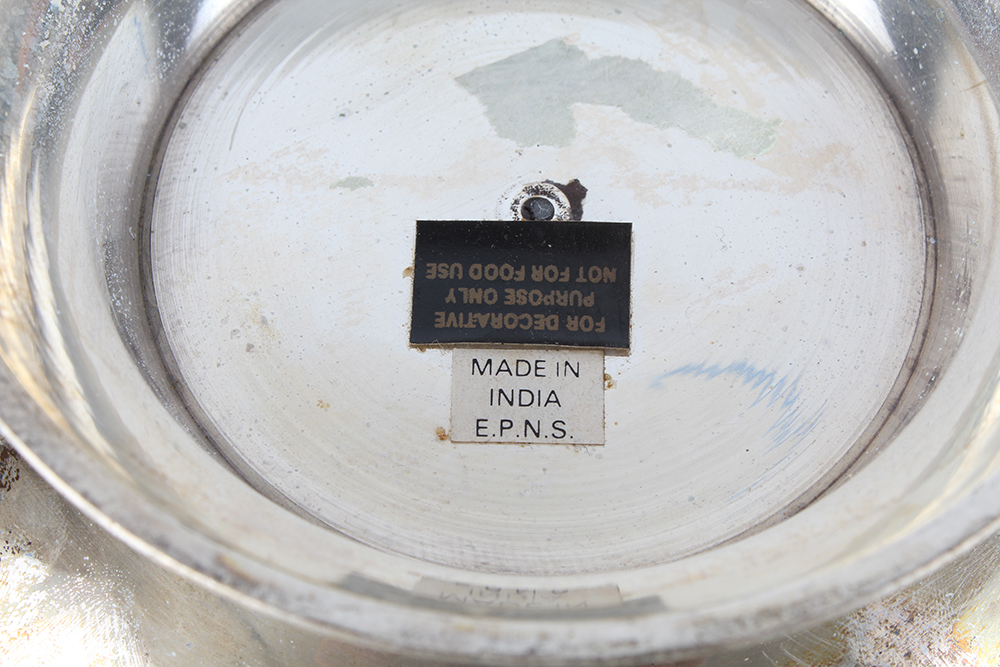 FOR DECORATIVE
PURPOSE ONLY
NOT FOR FOOD USE
MADE IN
INDIA
E.P.N.S.